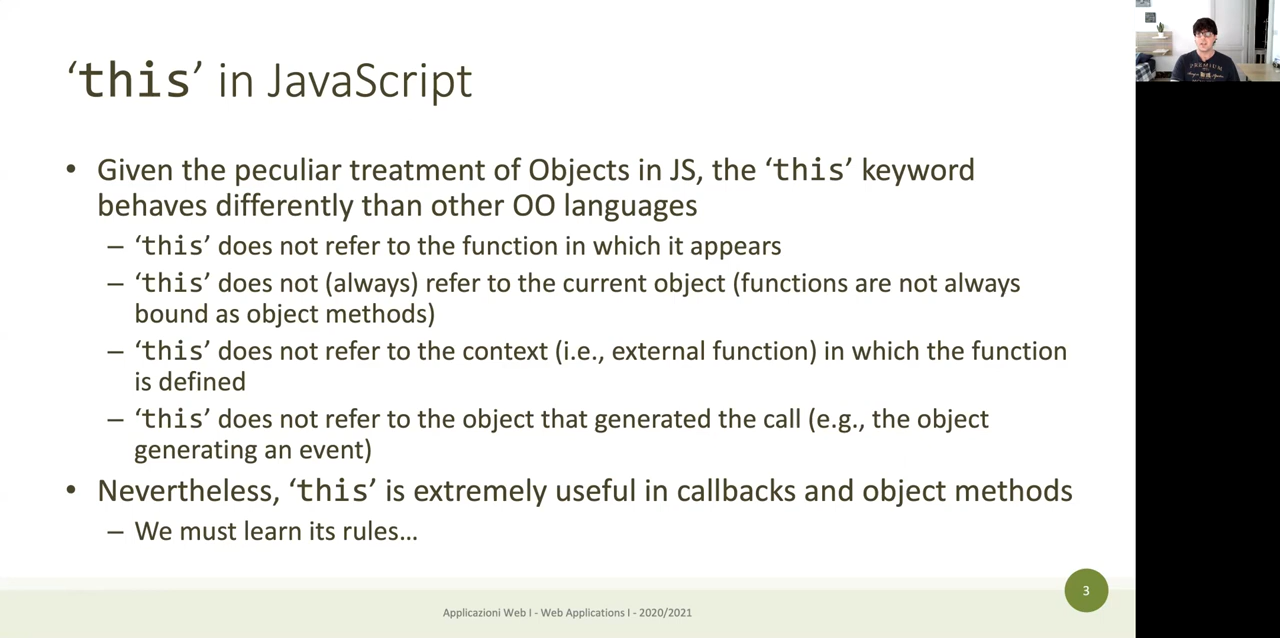 ‘this’ in JavaScript
• Given the peculiar treatment of Objects in JS, the ‘this’ keyword
behaves differently than other OO languages
– ‘this’ does not refer to the function in which it appears
– ‘this’ does not (always) refer to the current object (functions are not always
bound as object methods)
– ‘this’ does not refer to the context (i.e., external function) in which the function
is defined
– ‘this’ does not refer to the object that generated the call (e.g., the object
generating an event)
• Nevertheless, ‘this’ is extremely useful in callbacks and object methods
– We must learn its rules…
Applicazioni Web I - Web Applications I - 2020/2021
3
PREMIUM